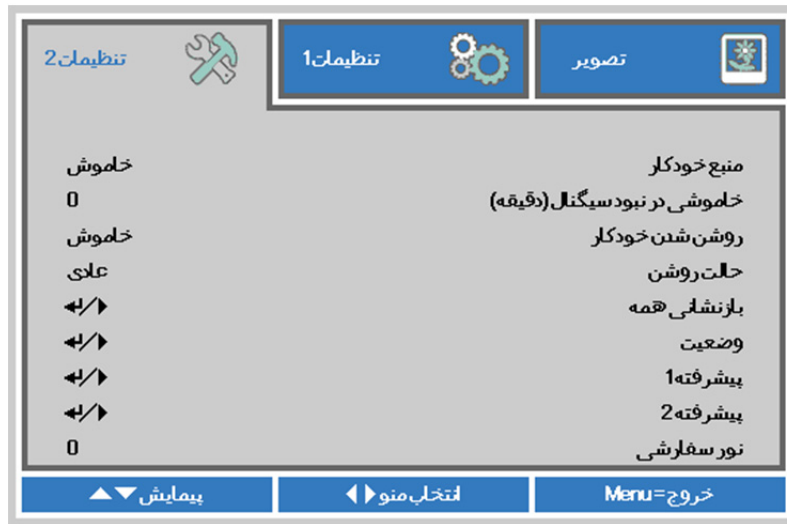 تصویر
تنظیمات1
تنظیمات2
منبع خودکار خاموش
خاموشی در نبود سیگنال (دقیقه) 0
روشن شدن خودکار خاموش
حالت روشن عادی
بازنشانی همه
وضعیت
پیشرفته1
پیشرفته2
نور سفارشی 0
خروج=Menu
انتخاب منو
پیمایش